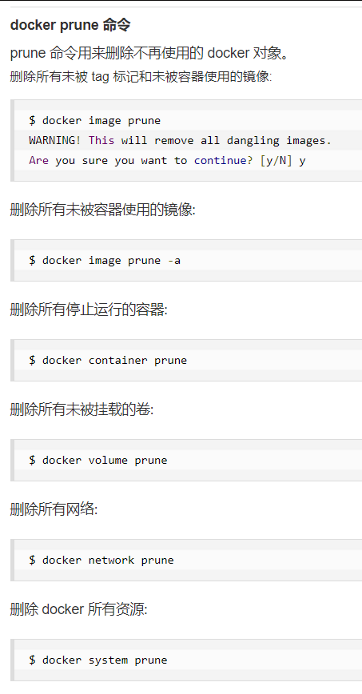 docker prune 命令
prune 命令用来删除不再使用的 docker 对象。
删除所有未被 tag 标记和未被容器使用的镜像:
$ docker image prune
WARNING! This will remove all dangling images.
Are you sure you want to continue? [y/N] y
删除所有未被容器使用的镜像:
$ docker image prune -a
删除所有停止运行的容器:
$ docker container prune
删除所有未被挂载的卷:
$ docker volume prune
删除所有网络:
$ docker network prune
删除 docker 所有资源:
$ docker system prune